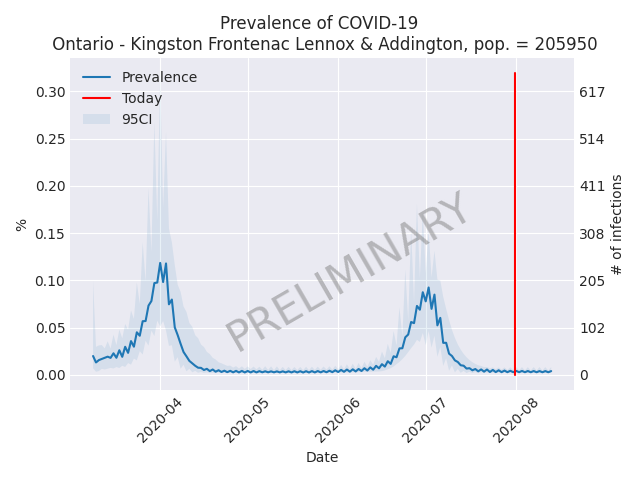 Prevalence of COVID-19
Ontario - Kingston Frontenac Lennox & Addington, pop. = 205950
Prevalence
Today
95CI
%
0.30
0.25
0.20
0.15
0.10
0.05
0.00
617
514
411
308
205
102
0
# of infections
PRELIMINARY
2020-04
2020-05
2020-06
2020-07
2020-08
Date